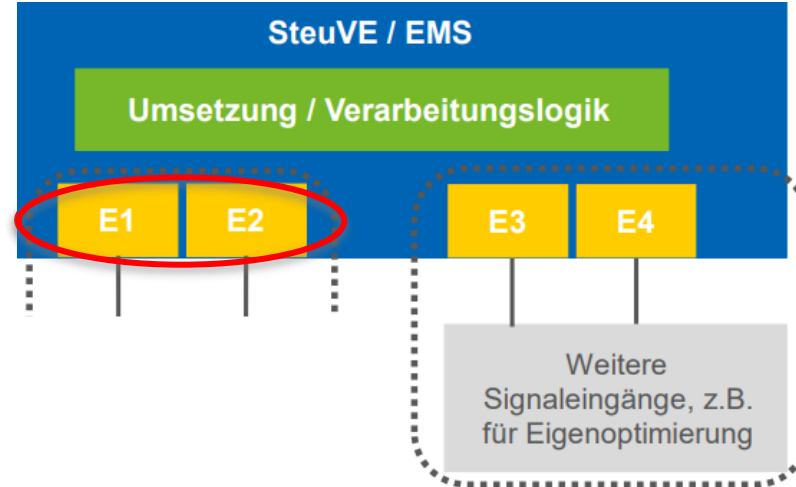 SteuVE / EMS
Umsetzung / Verarbeitungslogik
E1 E2 E3 E4
Weitere
Signaleingänge, z.B.
für Eigenoptimierung